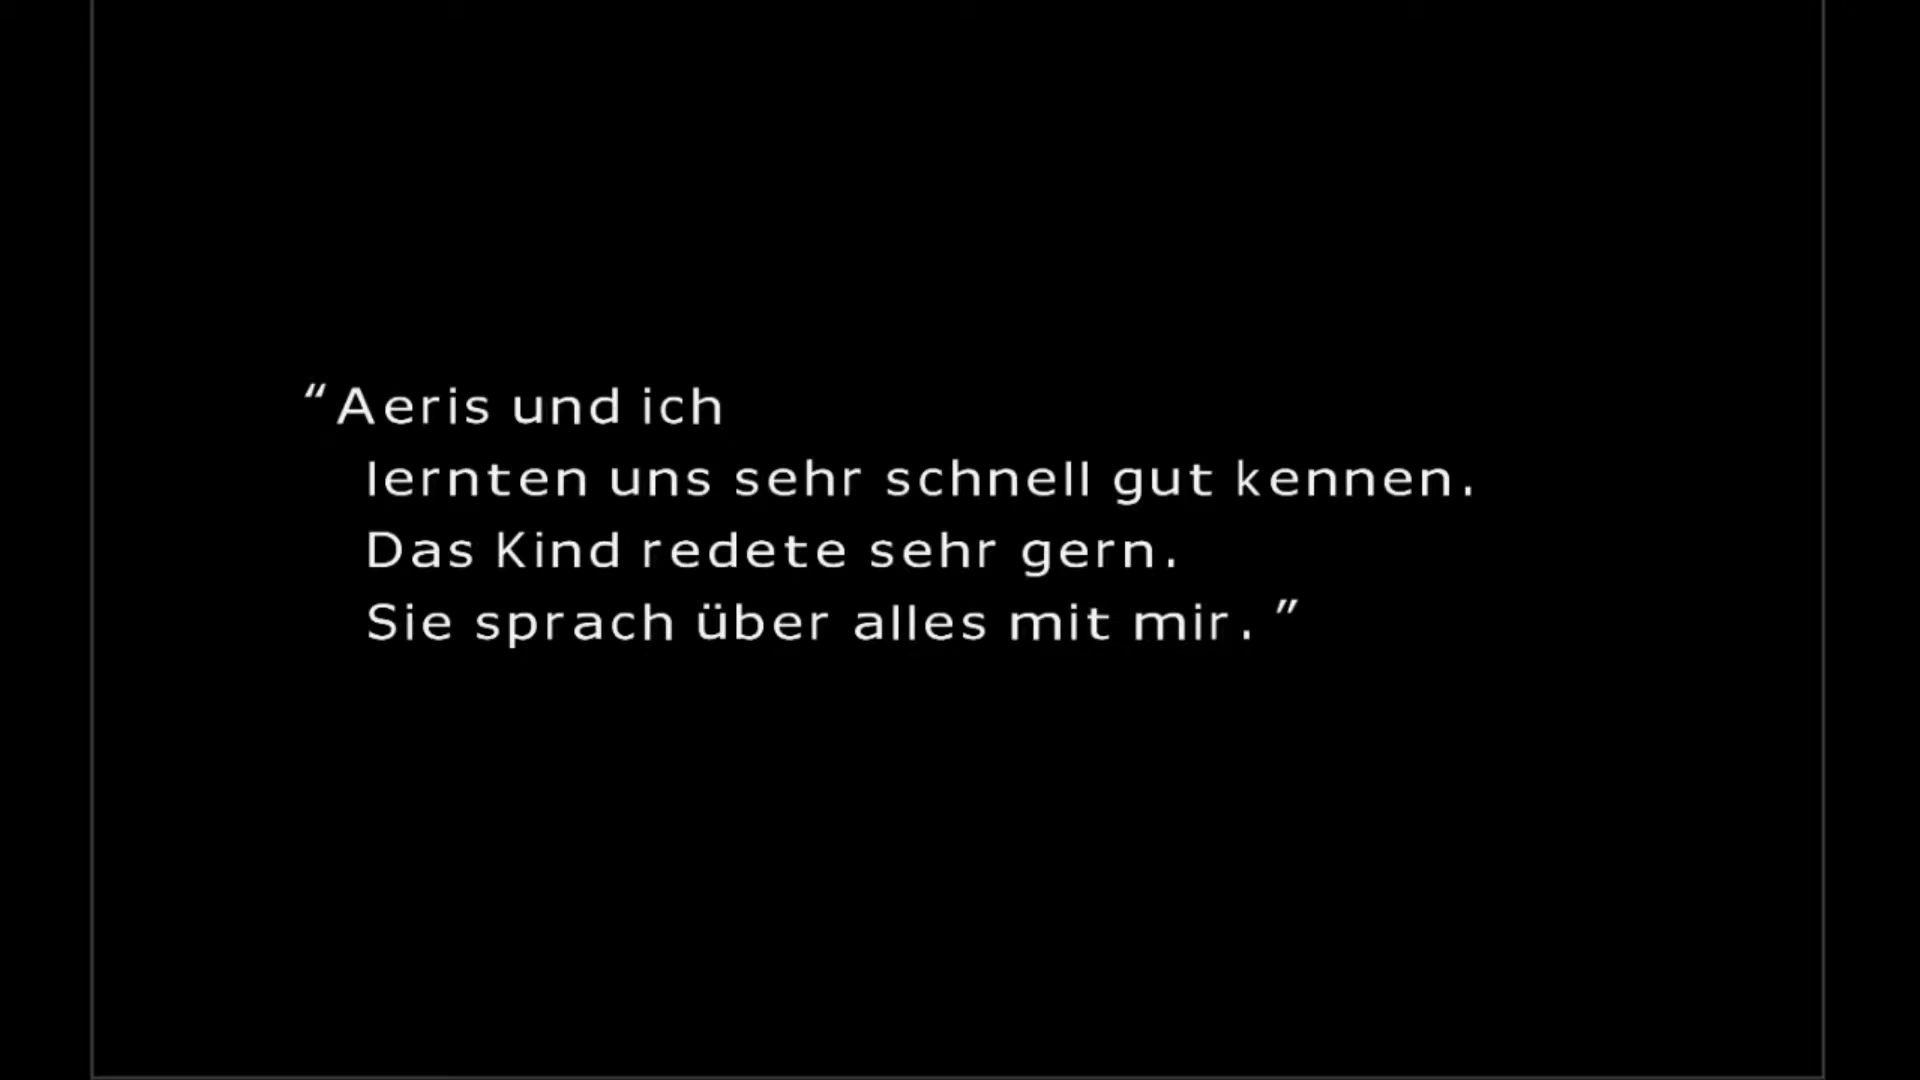 “Aeris und ich
lernten uns sehr schnell gut kennen.
Das Kind redete sehr gern.
Sie sprach über alles mit mir.”